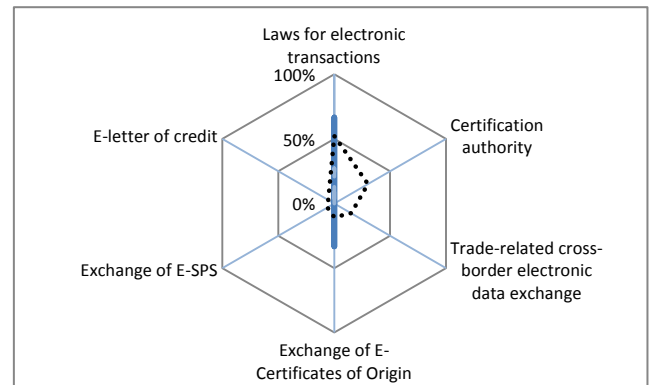 Laws for electronic
transactions
100%
E-letter of credit
50%
Certification
authority
0%
Exchange of E-SPS
Trade-related cross-
border electronic
data exchange
Exchange of E-
Certificates of Origin